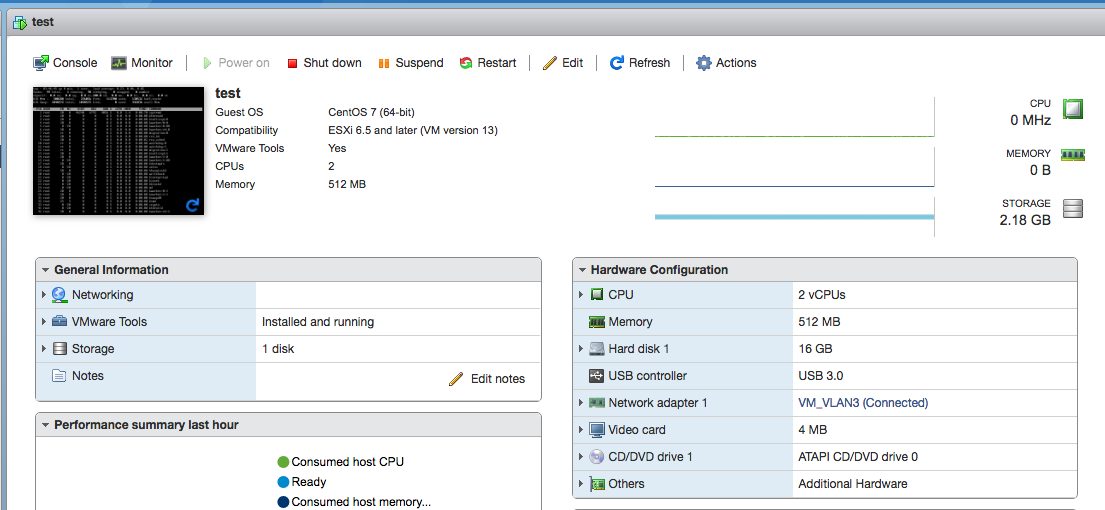 test
Console Monitor Power on Shut down Suspend Restart Edit Refresh Actions
test
Guest OS CentOS 7 (64-bit)
Compatibility ESXi 6.5 and later (VM version 13)
VMware Tools Yes
CPUs 2
Memory 512 MB
CPU
0 MHz
MEMORY
0 B
STORAGE
2.18 GB
General Information
Networking
VMware Tools Installed and running
Storage 1 disk
Notes Edit notes
Performance summary last hour
Consumed host CPU
Ready
Consumed host memory...
Hardware Configuration
CPU 2 vCPUs
Memory 512 MB
Hard disk 1 16 GB
USB controller USB 3.0
Network adapter 1 VM_VLAN3 (Connected)
Video card 4 MB
CD/DVD drive 1 ATAPI CD/DVD drive 0
Others Additional Hardware